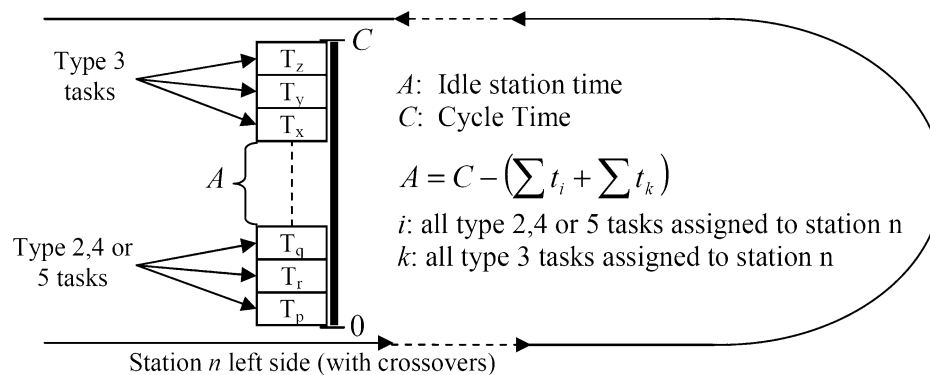 C
Type 3
tasks
T_z
T_y
T_x
A: Idle station time
C: Cycle Time
A
A = C − (∑ t_i + ∑ t_k)
i: all type 2,4 or 5 tasks assigned to station n
k: all type 3 tasks assigned to station n
Type 2,4 or
5 tasks
T_q
T_r
T_p
0
Station n left side (with crossovers)